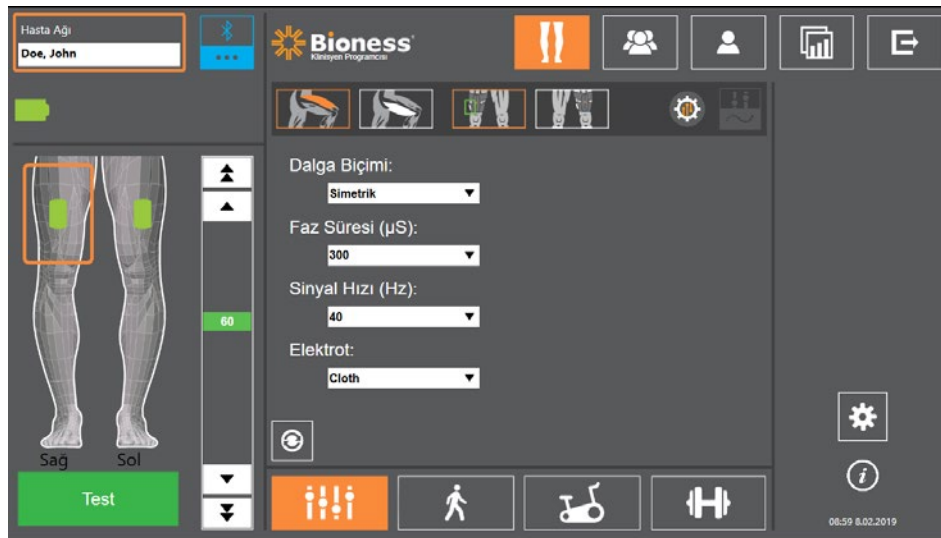 Hasta Ağı
Doe, John
Bioness
Klinisyen Programcısı
Dalga Biçimi:
Simetrik
Faz Süresi (µS):
300
Sinyal Hızı (Hz):
40
Elektrot:
Cloth
60
Sağ Sol
Test
08:59 8.02.2019